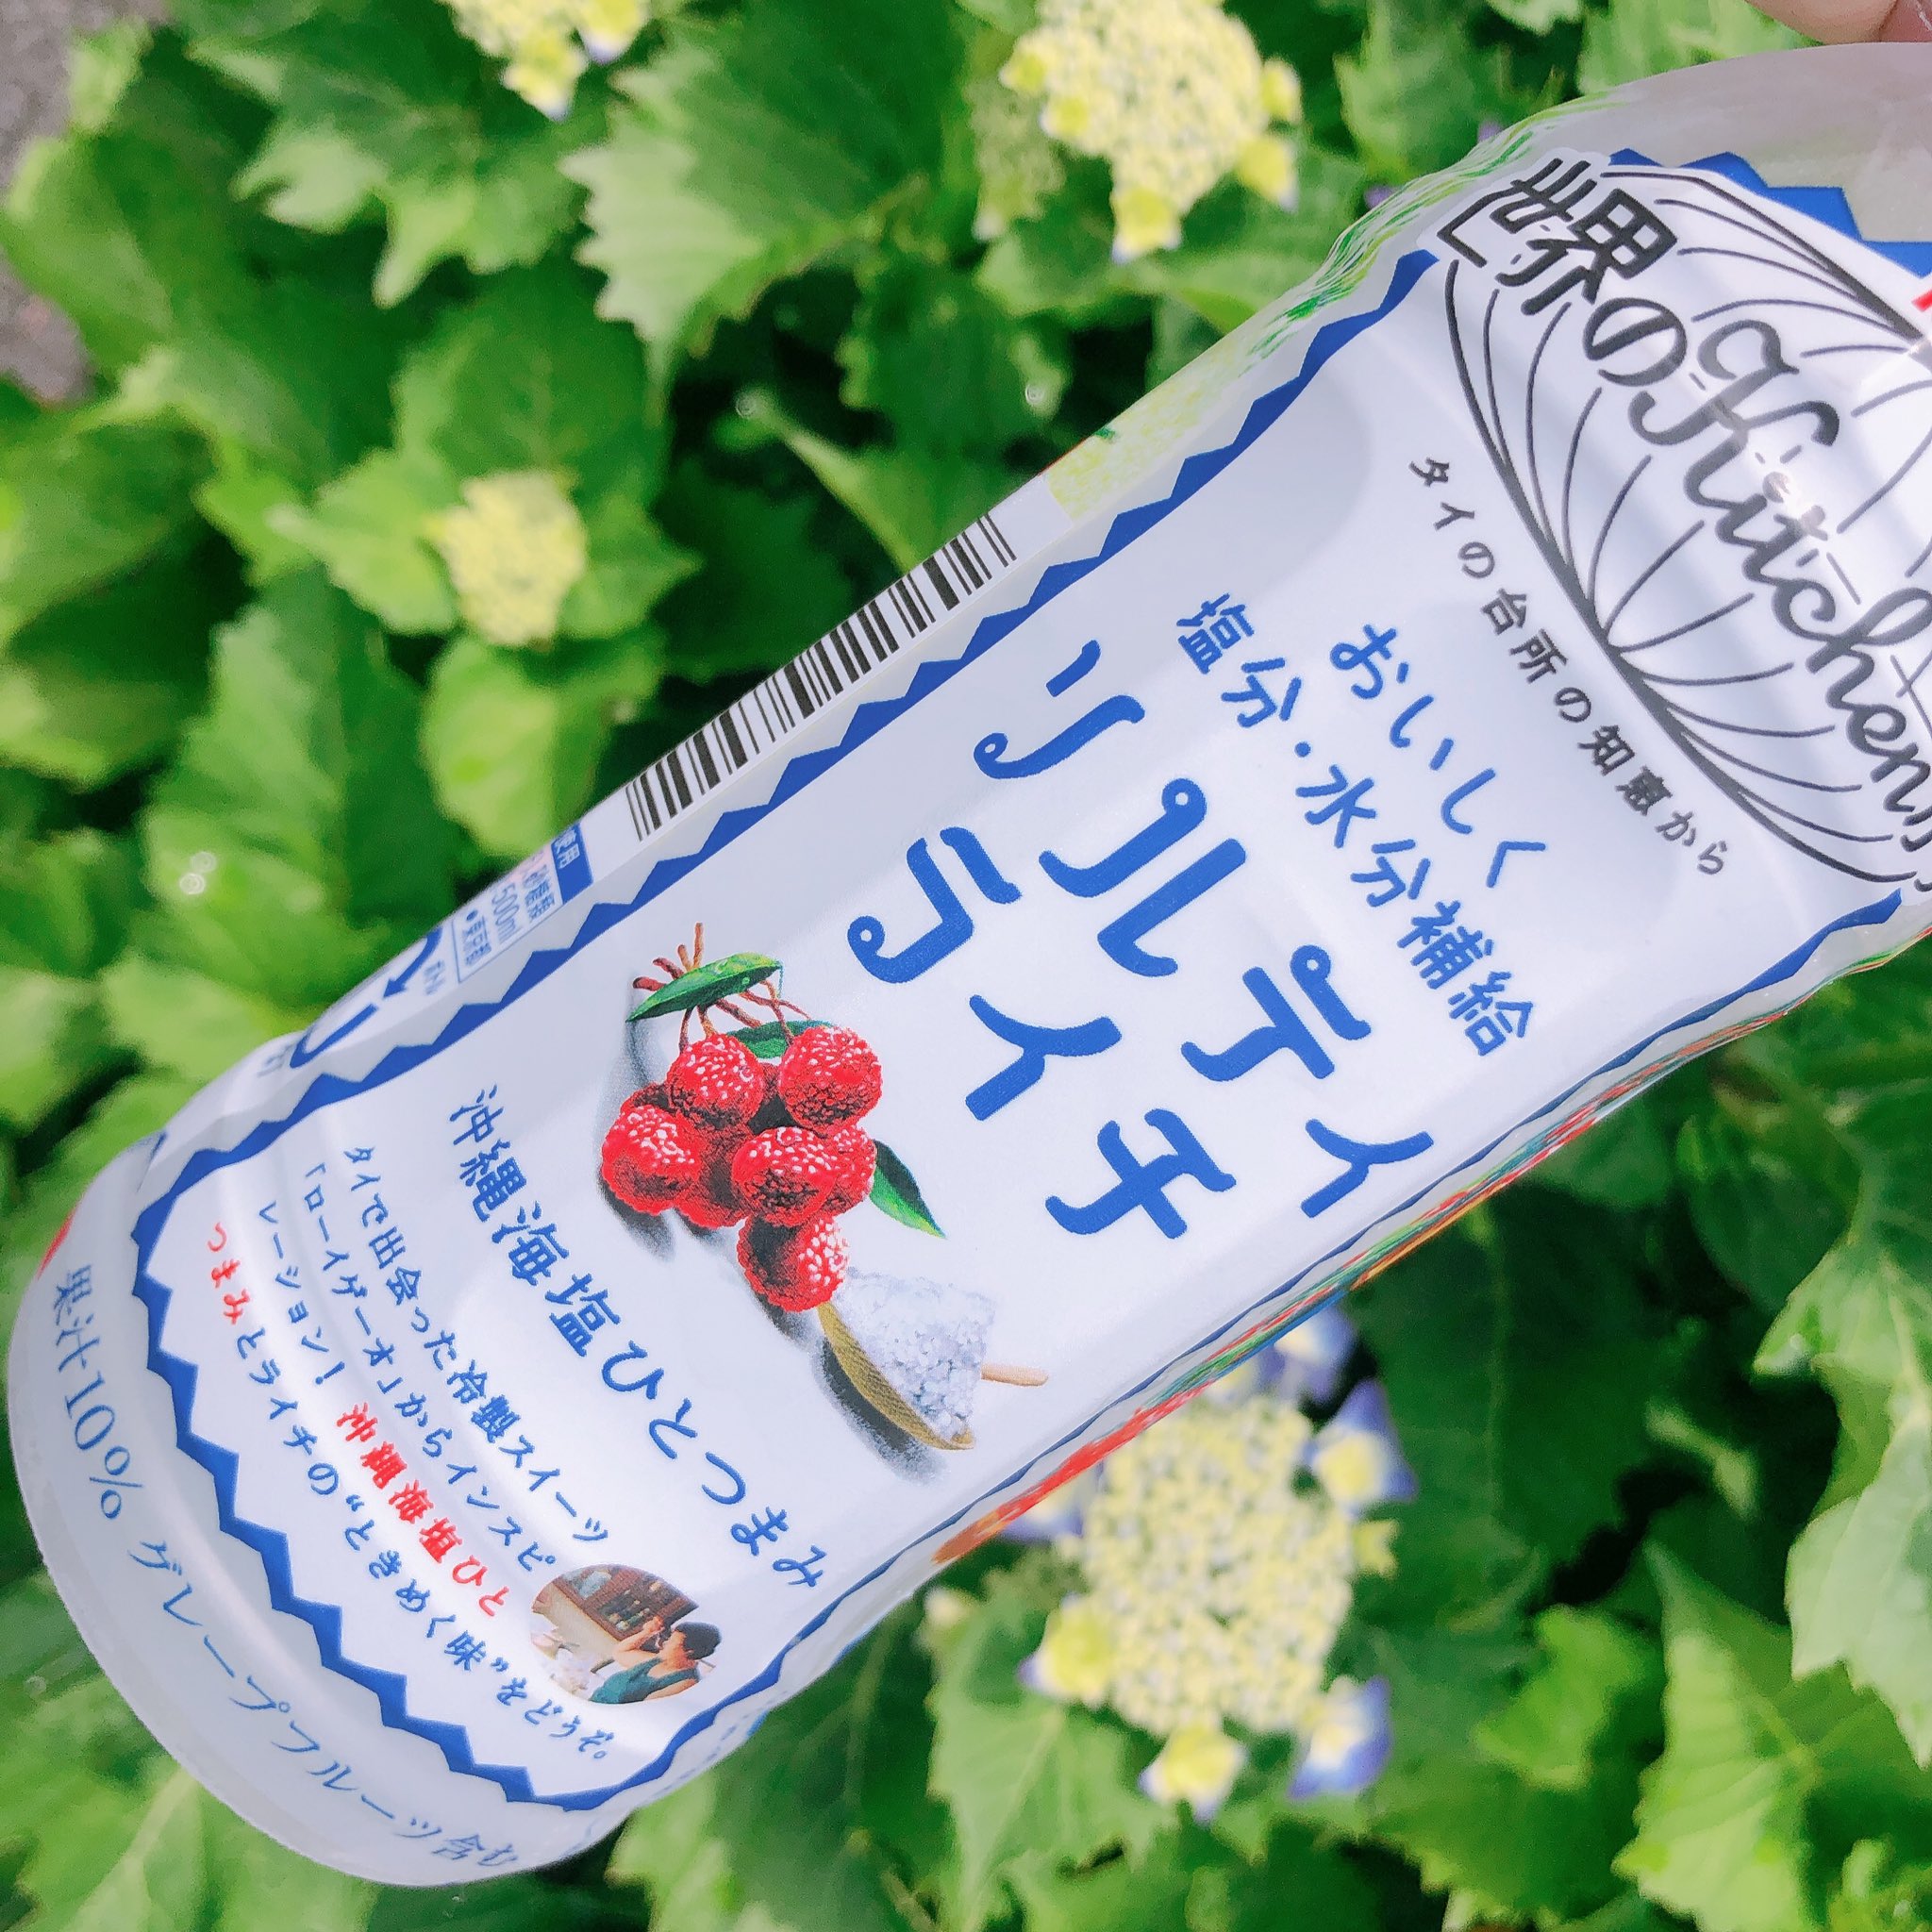 世界のKitchenから
タイの台所の知恵から
おいしく
塩分・水分補給
ソルティ
ライチ
沖縄海塩ひとつまみ
タイで出会った冷製スイーツ
「ローイゲーオ」からインスピ
レーション！ 沖縄海塩ひと
つまみとライチの“ときめく味”をどうぞ。
果汁10% グレープフルーツ含む
使用
500ml
ボトル